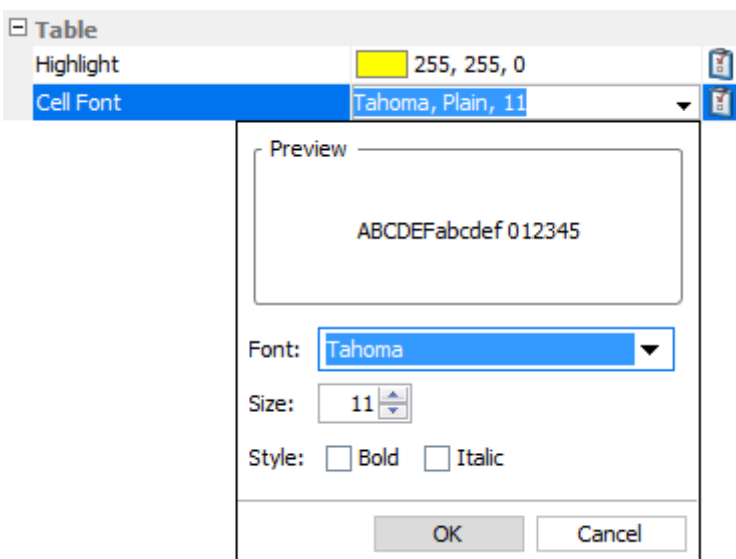 Table
Highlight 255, 255, 0
Cell Font Tahoma, Plain, 11
Preview
ABCDEFabcdef 012345
Font: Tahoma
Size: 11
Style: Bold Italic
OK Cancel